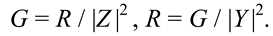 G = R / |Z|², R = G / |Y|².